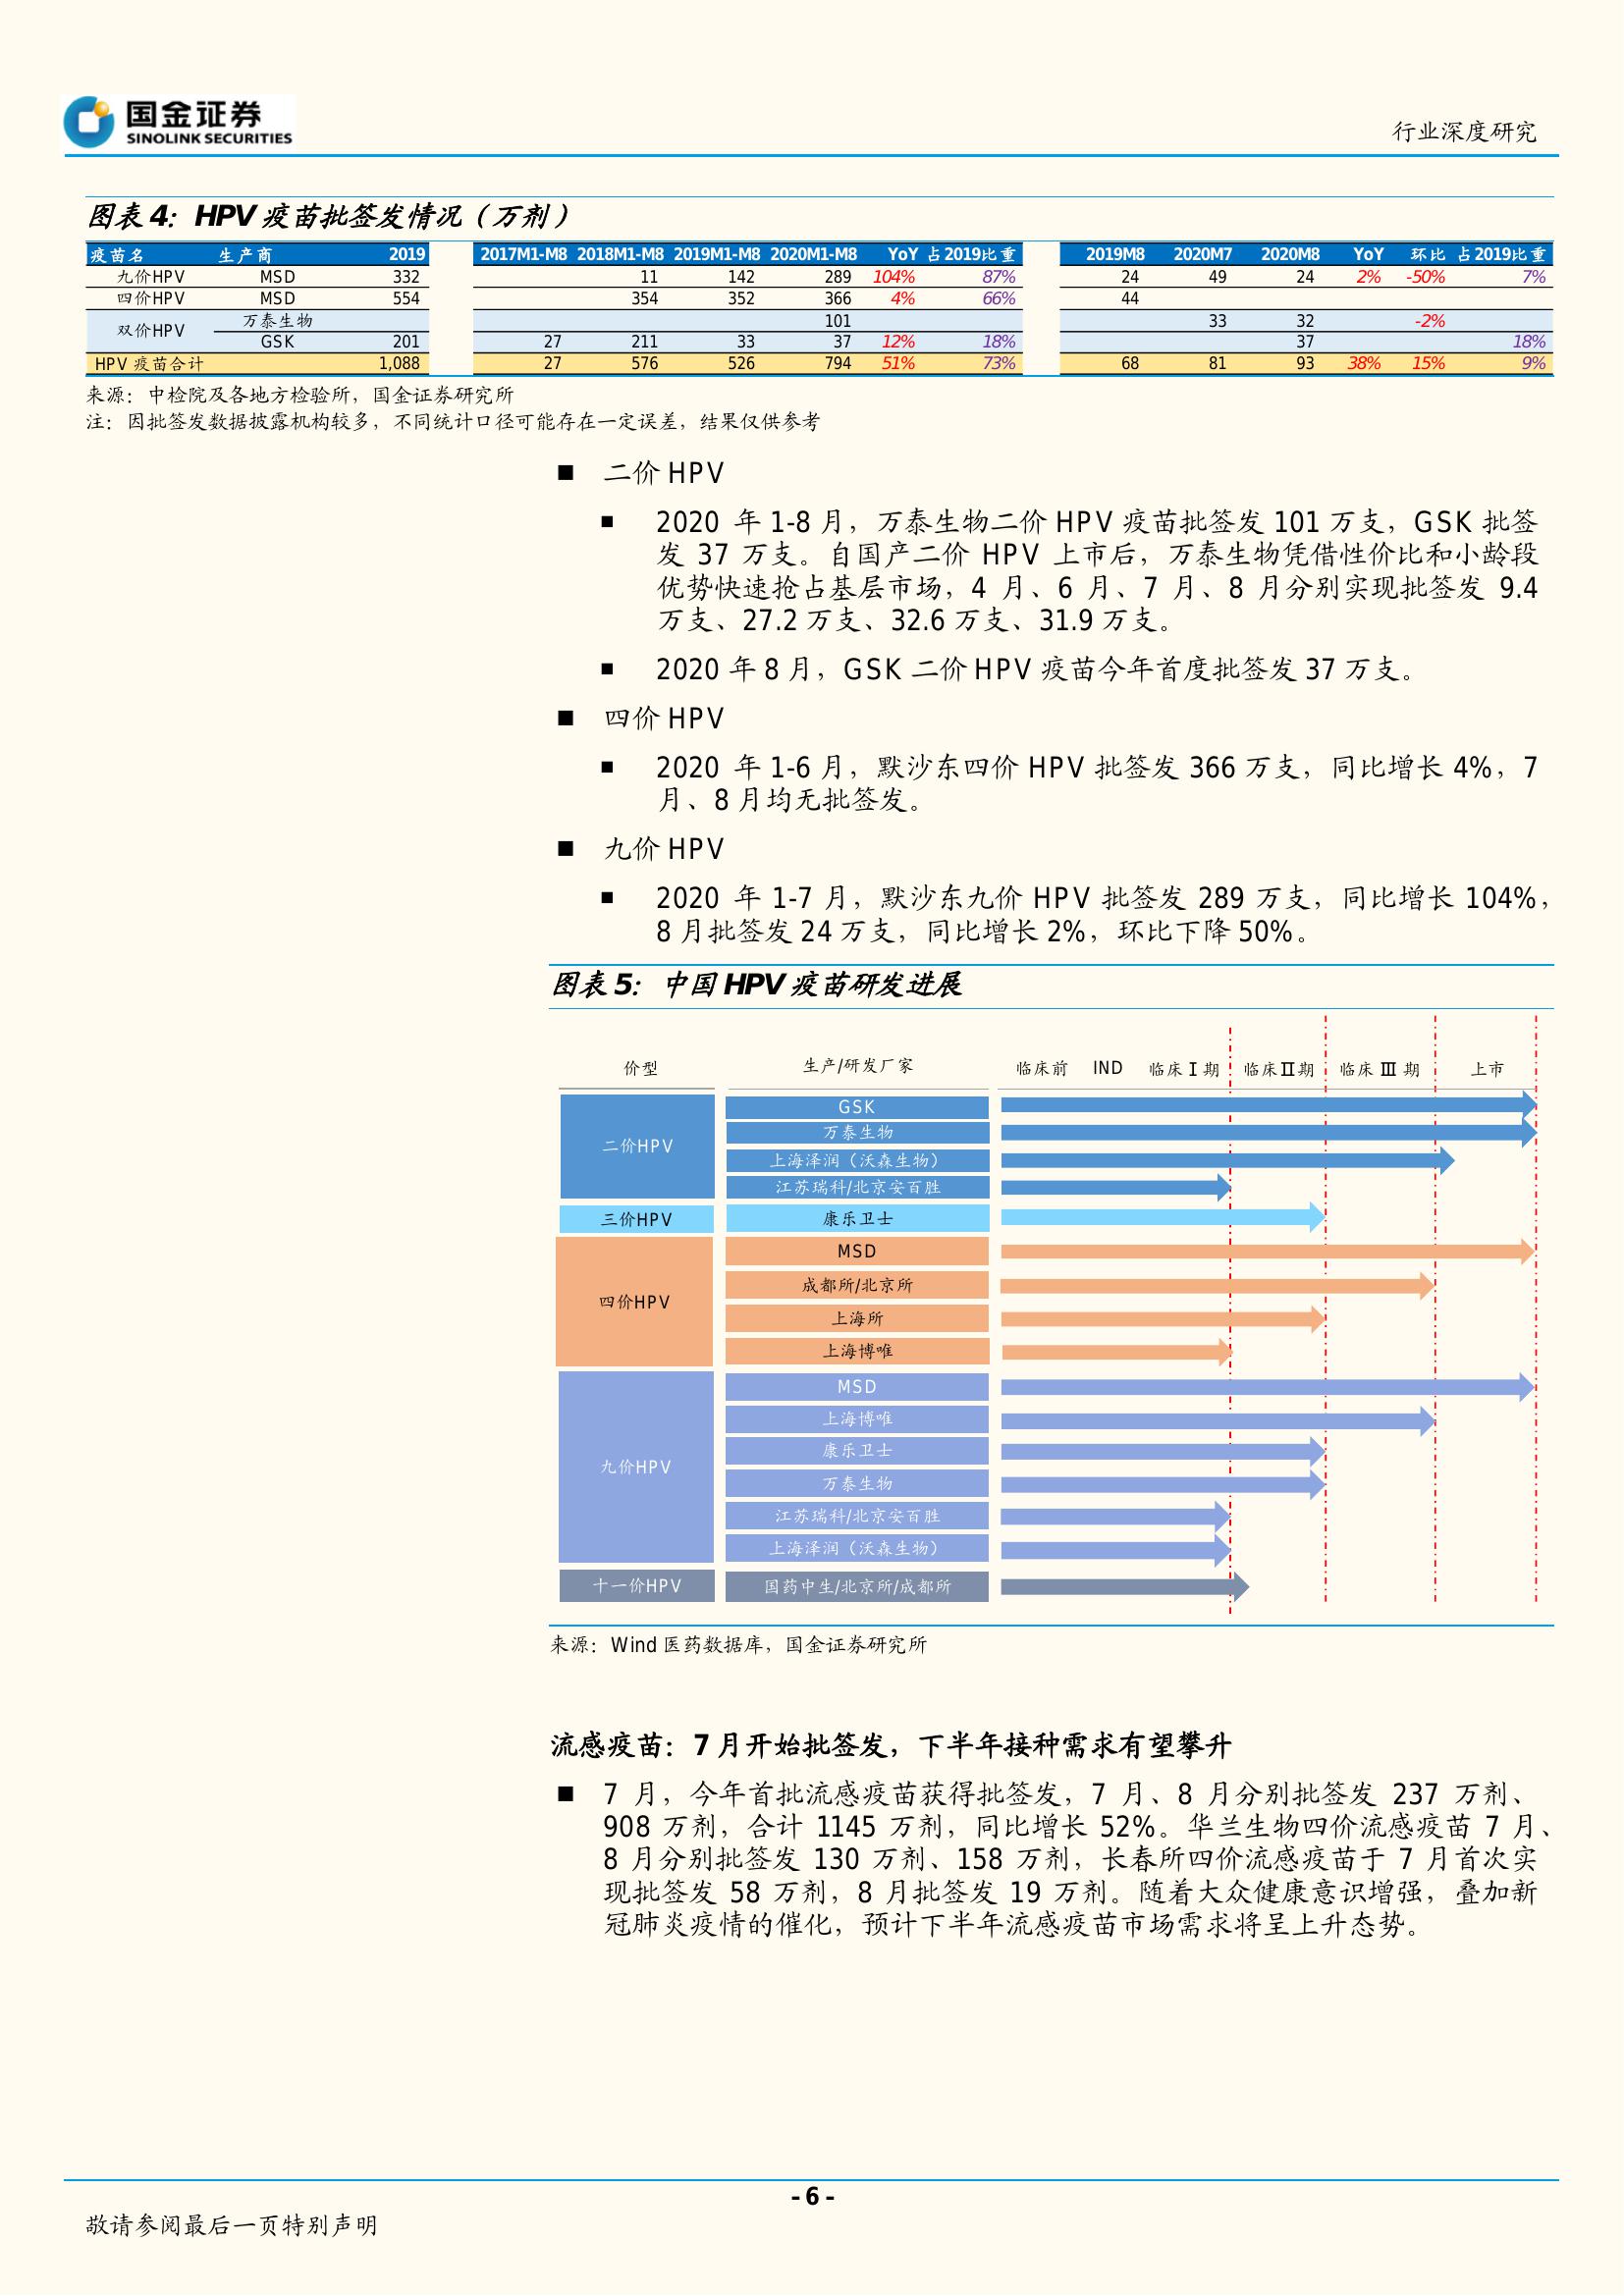 国金证券
SINOLINK SECURITIES
行业深度研究
图表 4：HPV 疫苗批签发情况（万剂）
疫苗名 生产商 2019 2017M1-M8 2018M1-M8 2019M1-M8 2020M1-M8 YoY 占2019比重 2019M8 2020M7 2020M8 YoY 环比 占2019比重
九价HPV MSD 332 11 142 289 104% 87% 24 49 24 2% -50% 7%
四价HPV MSD 554 354 352 366 4% 66% 44
双价HPV 万泰生物 101 33 32 -2%
GSK 201 27 211 33 37 12% 18% 37 18%
HPV 疫苗合计 1,088 27 576 526 794 51% 73% 68 81 93 38% 15% 9%
来源：中检院及各地方检验所，国金证券研究所
注：因批签发数据披露机构较多，不同统计口径可能存在一定误差，结果仅供参考
■ 二价 HPV
■ 2020 年 1-8 月，万泰生物二价 HPV 疫苗批签发 101 万支，GSK 批签
发 37 万支。自国产二价 HPV 上市后，万泰生物凭借性价比和小龄段
优势快速抢占基层市场，4 月、6 月、7 月、8 月分别实现批签发 9.4
万支、27.2 万支、32.6 万支、31.9 万支。
■ 2020 年 8 月，GSK 二价 HPV 疫苗今年首度批签发 37 万支。
■ 四价 HPV
■ 2020 年 1-6 月，默沙东四价 HPV 批签发 366 万支，同比增长 4%，7
月、8 月均无批签发。
■ 九价 HPV
■ 2020 年 1-7 月，默沙东九价 HPV 批签发 289 万支，同比增长 104%，
8 月批签发 24 万支，同比增长 2%，环比下降 50%。
图表 5：中国 HPV 疫苗研发进展
价型 生产/研发厂家 临床前 IND 临床 I 期 临床II期 临床 III 期 上市
二价HPV
GSK
万泰生物
上海泽润（沃森生物）
江苏瑞科/北京安百胜
三价HPV 康乐卫士
四价HPV
MSD
成都所/北京所
上海所
上海博唯
九价HPV
MSD
上海博唯
康乐卫士
万泰生物
江苏瑞科/北京安百胜
上海泽润（沃森生物）
十一价HPV 国药中生/北京所/成都所
来源：Wind 医药数据库，国金证券研究所
流感疫苗：7 月开始批签发，下半年接种需求有望攀升
■ 7 月，今年首批流感疫苗获得批签发，7 月、8 月分别批签发 237 万剂、
908 万剂，合计 1145 万剂，同比增长 52%。华兰生物四价流感疫苗 7 月、
8 月分别批签发 130 万剂、158 万剂，长春所四价流感疫苗于 7 月首次实
现批签发 58 万剂，8 月批签发 19 万剂。随着大众健康意识增强，叠加新
冠肺炎疫情的催化，预计下半年流感疫苗市场需求将呈上升态势。
- 6 -
敬请参阅最后一页特别声明